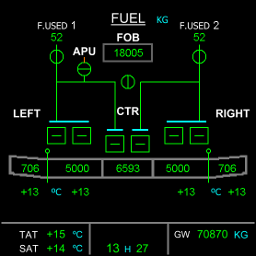 FUEL KG
F.USED 1 F.USED 2
52 FOB 52
APU 18005
LEFT CTR RIGHT
706 5000 6593 5000 706
+13 °C +13 +13 °C +13
TAT +15 °C GW 70870 KG
SAT +14 °C 13 H 27